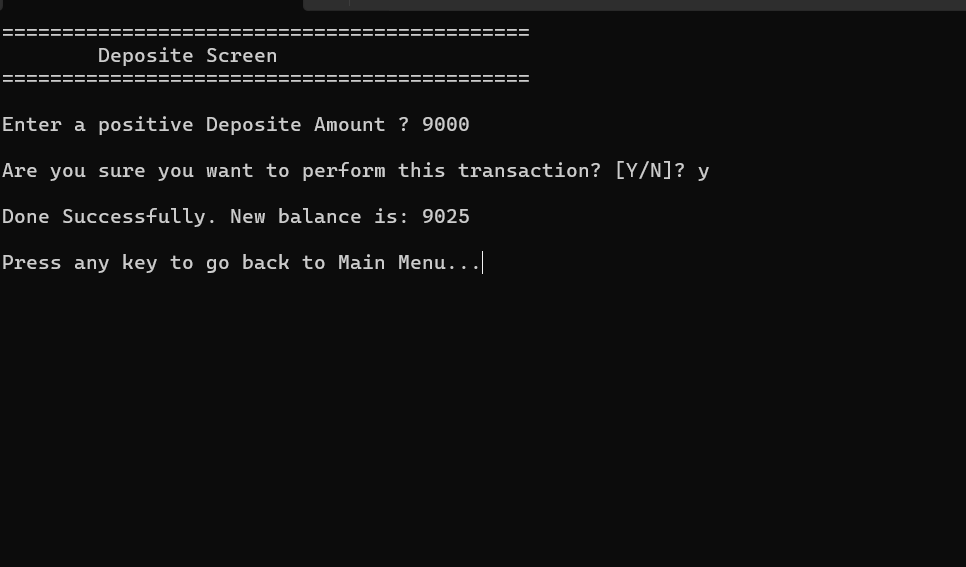 ============================================
Deposite Screen
============================================
Enter a positive Deposite Amount ? 9000
Are you sure you want to perform this transaction? [Y/N]? y
Done Successfully. New balance is: 9025
Press any key to go back to Main Menu...